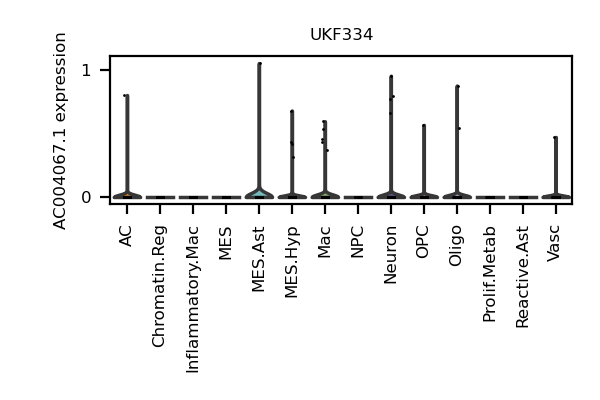 UKF334
AC004067.1 expression
1
0
AC
Chromatin.Reg
Inflammatory.Mac
MES
MES.Ast
MES.Hyp
Mac
NPC
Neuron
OPC
Oligo
Prolif.Metab
Reactive.Ast
Vasc